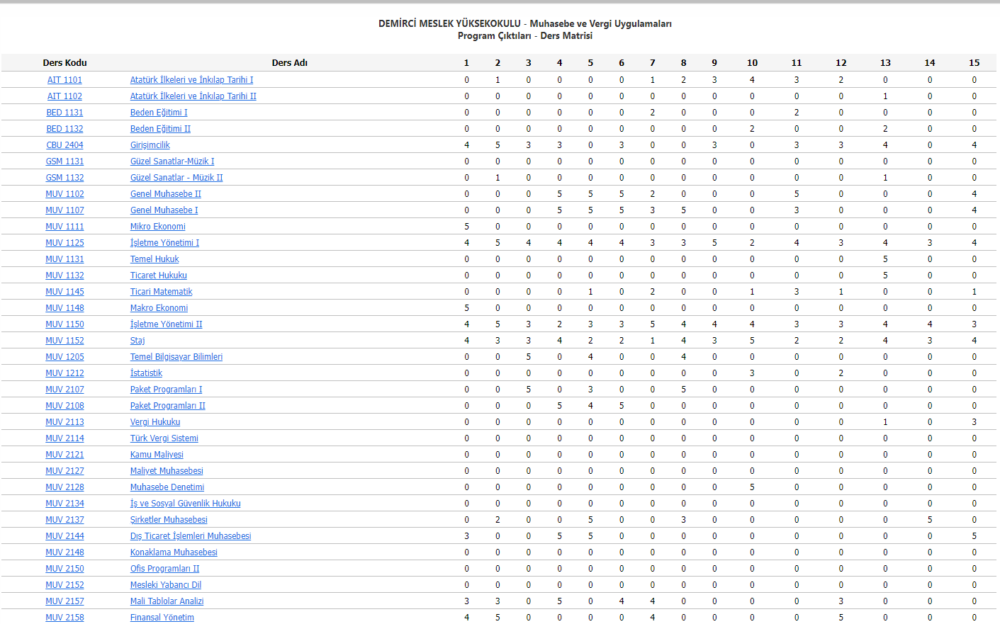 DEMİRCİ MESLEK YÜKSEKOKULU - Muhasebe ve Vergi Uygulamaları
Program Çıktıları - Ders Matrisi
Ders Kodu Ders Adı 1 2 3 4 5 6 7 8 9 10 11 12 13 14 15
AIT 1101 Atatürk İlkeleri ve İnkılap Tarihi I 0 1 0 0 0 0 1 2 3 4 3 2 0 0 0
AIT 1102 Atatürk İlkeleri ve İnkılap Tarihi II 0 0 0 0 0 0 0 0 0 0 0 0 1 0 0
BED 1131 Beden Eğitimi I 0 0 0 0 0 0 2 0 0 0 2 0 0 0 0
BED 1132 Beden Eğitimi II 0 0 0 0 0 0 0 0 0 2 0 0 2 0 0
CBU 2404 Girişimcilik 4 5 3 3 0 3 0 0 3 0 3 3 4 0 4
GSM 1131 Güzel Sanatlar-Müzik I 0 0 0 0 0 0 0 0 0 0 0 0 0 0 0
GSM 1132 Güzel Sanatlar - Müzik II 0 1 0 0 0 0 0 0 0 0 0 0 1 0 0
MUV 1102 Genel Muhasebe II 0 0 0 5 5 5 2 0 0 0 5 0 0 0 4
MUV 1107 Genel Muhasebe I 0 0 0 5 5 5 3 5 0 0 3 0 0 0 4
MUV 1111 Mikro Ekonomi 5 0 0 0 0 0 0 0 0 0 0 0 0 0 0
MUV 1125 İşletme Yönetimi I 4 5 4 4 4 4 3 3 5 2 4 3 4 3 4
MUV 1131 Temel Hukuk 0 0 0 0 0 0 0 0 0 0 0 0 5 0 0
MUV 1132 Ticaret Hukuku 0 0 0 0 0 0 0 0 0 0 0 0 5 0 0
MUV 1145 Ticari Matematik 0 0 0 0 1 0 2 0 0 1 3 1 0 0 1
MUV 1148 Makro Ekonomi 5 0 0 0 0 0 0 0 0 0 0 0 0 0 0
MUV 1150 İşletme Yönetimi II 4 5 3 2 3 3 5 4 4 4 3 3 4 4 3
MUV 1152 Staj 4 3 3 4 2 2 1 4 3 5 2 2 4 3 4
MUV 1205 Temel Bilgisayar Bilimleri 0 0 5 0 4 0 0 4 0 0 0 0 0 0 0
MUV 1212 İstatistik 0 0 0 0 0 0 0 0 0 3 0 2 0 0 0
MUV 2107 Paket Programları I 0 0 5 0 3 0 0 5 0 0 0 0 0 0 0
MUV 2108 Paket Programları II 0 0 0 5 4 5 0 0 0 0 0 0 0 0 0
MUV 2113 Vergi Hukuku 0 0 0 0 0 0 0 0 0 0 0 0 1 0 3
MUV 2114 Türk Vergi Sistemi 0 0 0 0 0 0 0 0 0 0 0 0 0 0 0
MUV 2121 Kamu Maliyesi 0 0 0 0 0 0 0 0 0 0 0 0 0 0 0
MUV 2127 Maliyet Muhasebesi 0 0 0 0 0 0 0 0 0 0 0 0 0 0 0
MUV 2128 Muhasebe Denetimi 0 0 0 0 0 0 0 0 0 5 0 0 0 0 0
MUV 2134 İş ve Sosyal Güvenlik Hukuku 0 0 0 0 0 0 0 0 0 0 0 0 0 0 0
MUV 2137 Şirketler Muhasebesi 0 2 0 0 5 0 0 3 0 0 0 0 0 5 0
MUV 2144 Dış Ticaret İşlemleri Muhasebesi 3 0 0 5 5 0 0 0 0 0 0 0 0 0 5
MUV 2148 Konaklama Muhasebesi 0 0 0 0 0 0 0 0 0 0 0 0 0 0 0
MUV 2150 Ofis Programları II 0 0 0 0 0 0 0 0 0 0 0 0 0 0 0
MUV 2152 Mesleki Yabancı Dil 0 0 0 0 0 0 0 0 0 0 0 0 0 0 0
MUV 2157 Mali Tablolar Analizi 3 3 0 5 0 4 4 0 0 0 0 3 0 0 0
MUV 2158 Finansal Yönetim 4 5 0 0 0 0 4 0 0 0 0 5 0 0 0